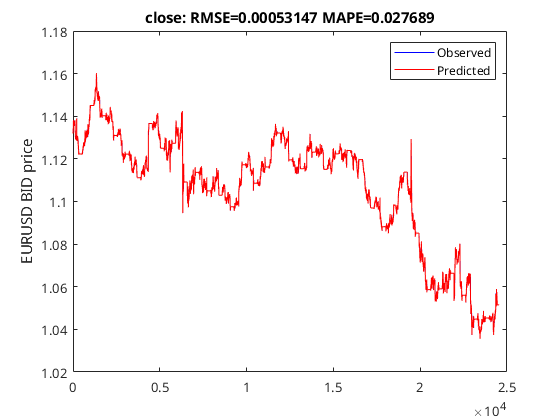 close: RMSE=0.00053147 MAPE=0.027689
1.18
1.16
1.14
1.12
1.1
1.08
1.06
1.04
1.02
EURUSD BID price
Observed
Predicted
0 0.5 1 1.5 2 2.5
×10⁴